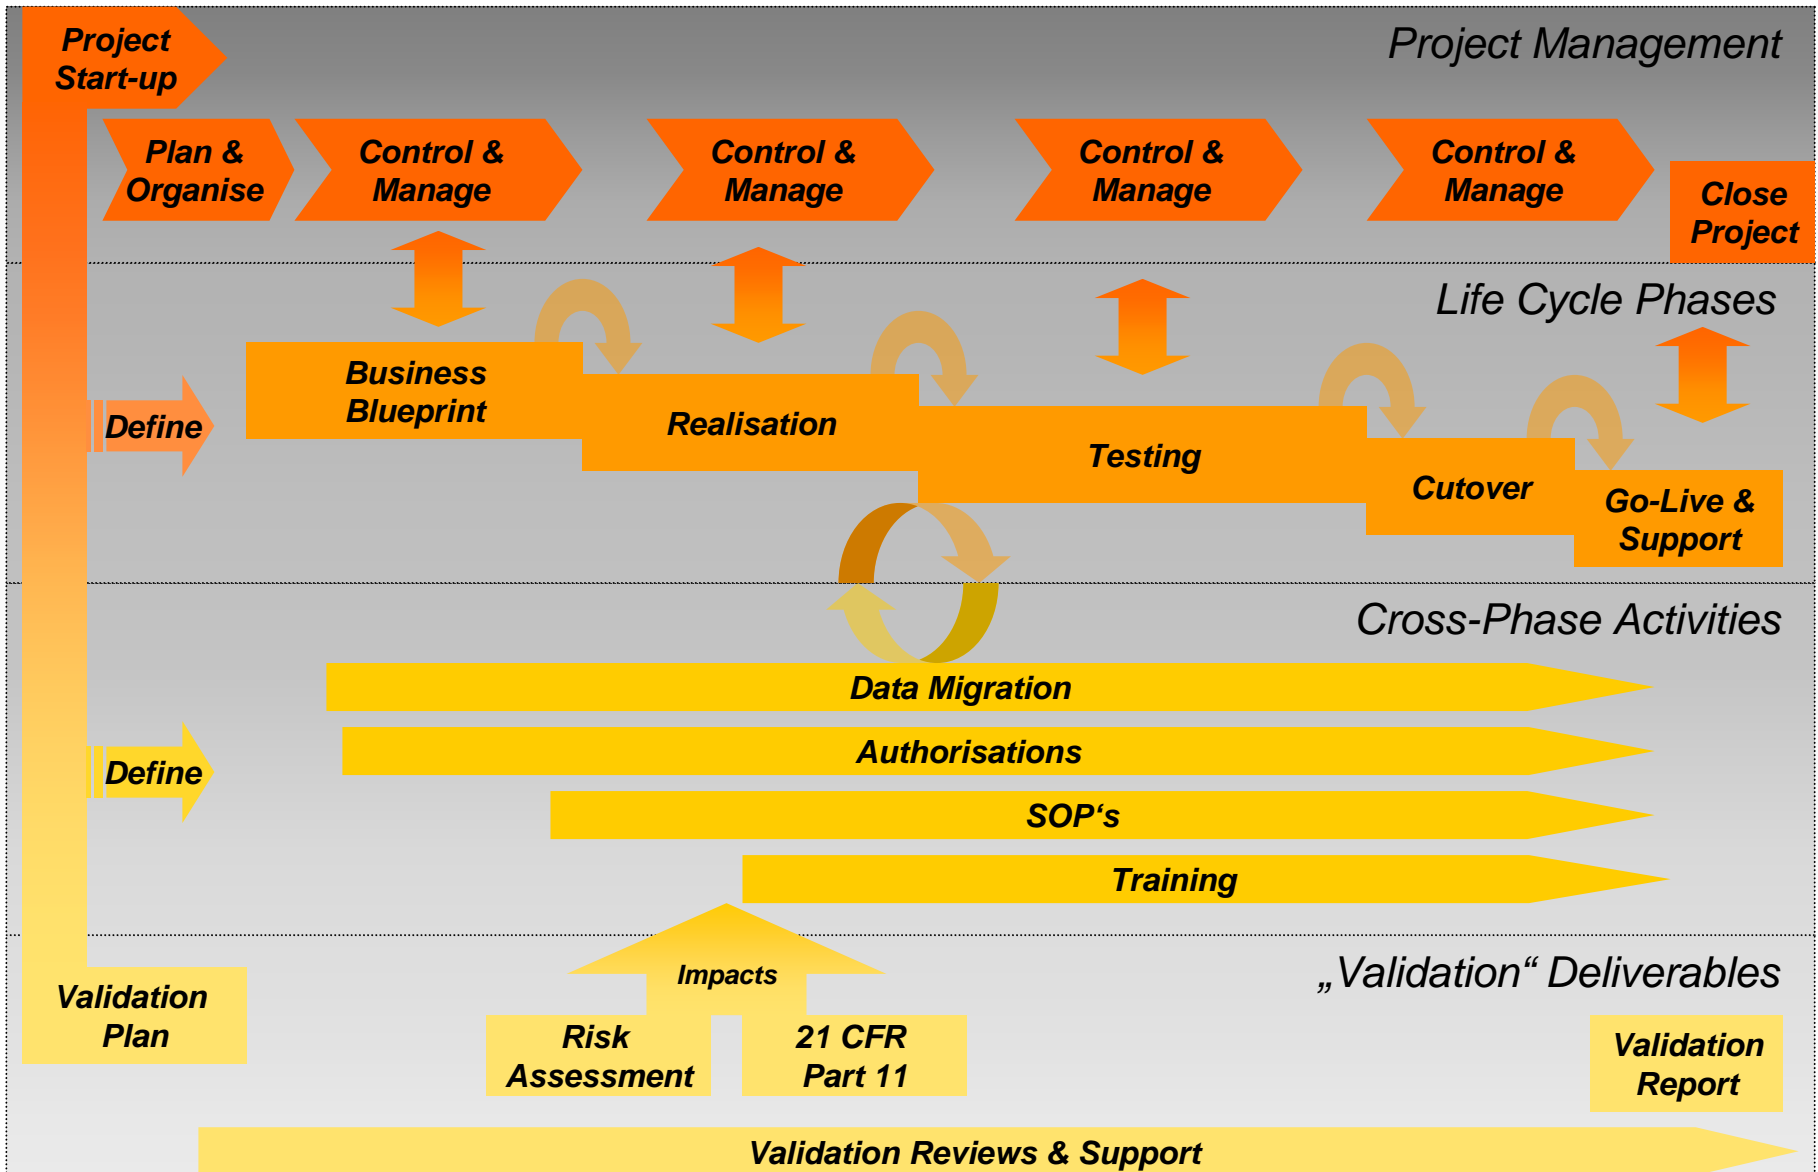 Project
Start-up
Project Management
Plan &
Organise
Control &
Manage
Control &
Manage
Control &
Manage
Control &
Manage
Close
Project
Life Cycle Phases
Business
Blueprint
Define
Realisation
Testing
Cutover
Go-Live &
Support
Cross-Phase Activities
Data Migration
Define
Authorisations
SOP‘s
Training
„Validation“ Deliverables
Validation
Plan
Impacts
Risk
Assessment
21 CFR
Part 11
Validation
Report
Validation Reviews & Support